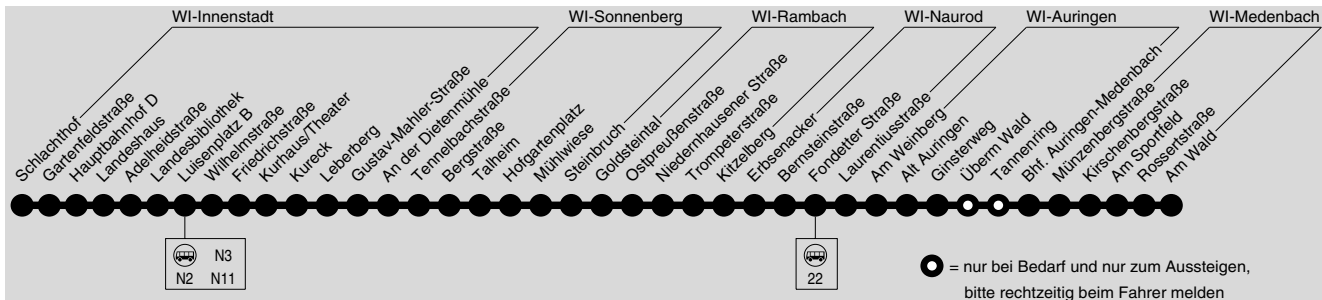 WI-Innenstadt
WI-Sonnenberg
WI-Rambach
WI-Naurod
WI-Auringen
WI-Medenbach
Schlachthof
Gartenfeldstraße
Hauptbahnhof D
Landeshaus
Adelheidstraße
Landesbibliothek
Luisenplatz B
Wilhelmstraße
Friedrichstraße
Kurhaus/Theater
Kureck
Leberberg
Gustav-Mahler-Straße
An der Dietenmühle
Tennelbachstraße
Bergstraße
Talheim
Hofgartenplatz
Mühlwiese
Steinbruch
Goldsteintal
Ostpreußenstraße
Niedernhausener Straße
Trompeterstraße
Kitzelberg
Erbsenacker
Bernsteinstraße
Fondetter Straße
Laurentiusstraße
Am Weinberg
Alt Auringen
Ginsterweg
Übern Wald
Tannenring
Bhf. Auringen-Medenbach
Münzenbergstraße
Kirschenbergstraße
Am Sportfeld
Rossertstraße
Am Wald
N3
N2 N11
22
= nur bei Bedarf und nur zum Aussteigen,
bitte rechtzeitig beim Fahrer melden